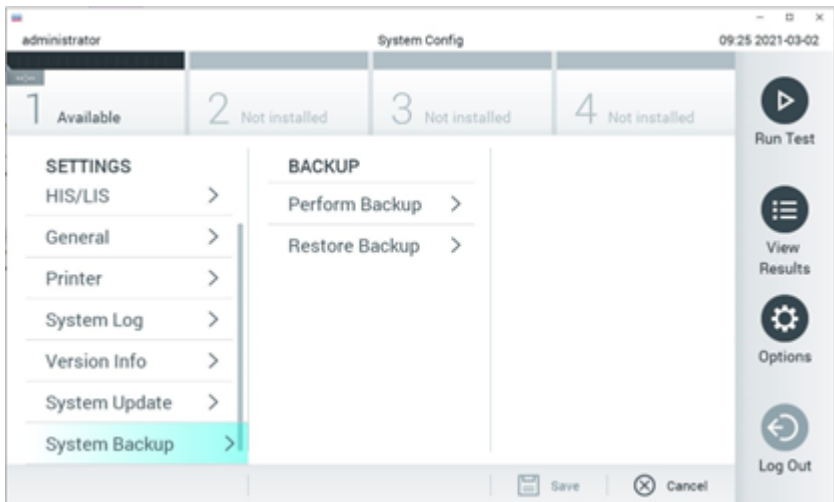 administrator System Config 09:25 2021-03-02
1 Available 2 Not installed 3 Not installed 4 Not installed
Run Test
SETTINGS BACKUP
HIS/LIS
Perform Backup
General
Restore Backup
View
Results
Printer
System Log
Version Info
Options
System Update
System Backup
Log Out
Save Cancel